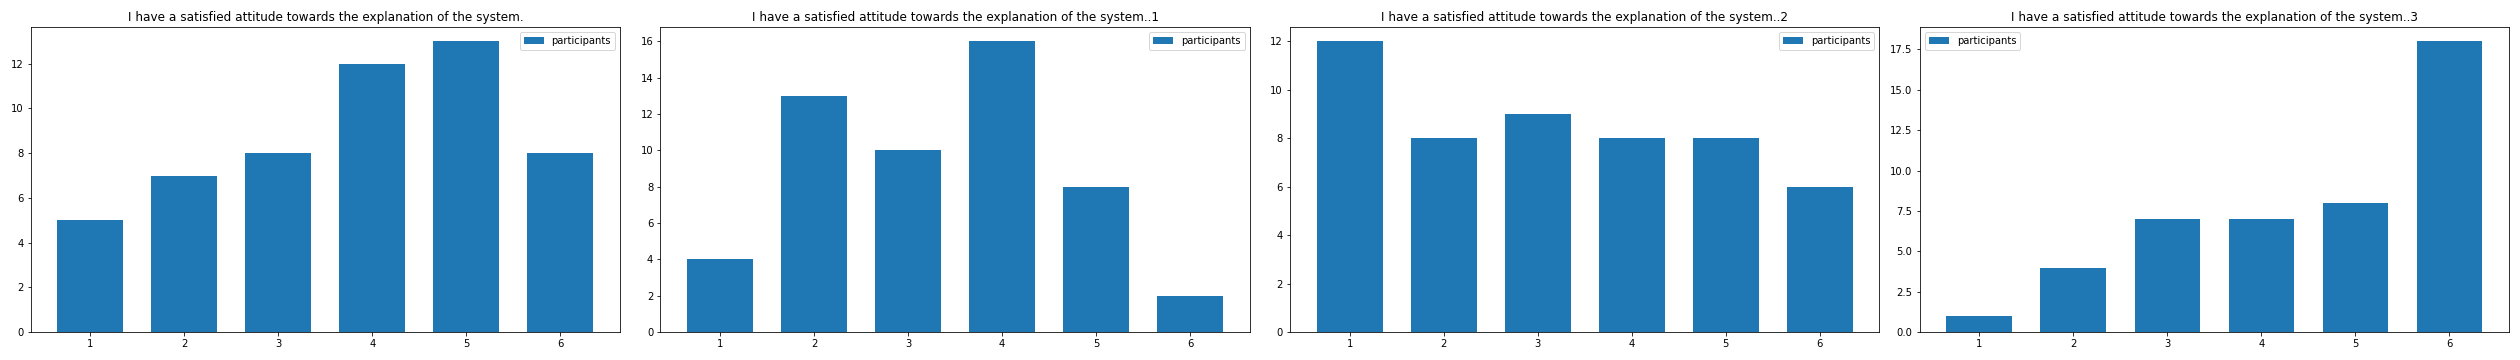 I have a satisfied attitude towards the explanation of the system.
participants
12
10
8
6
4
2
0
1 2 3 4 5 6
I have a satisfied attitude towards the explanation of the system..1
participants
16
14
12
10
8
6
4
2
0
1 2 3 4 5 6
I have a satisfied attitude towards the explanation of the system..2
participants
12
10
8
6
4
2
0
1 2 3 4 5 6
I have a satisfied attitude towards the explanation of the system..3
participants
17.5
15.0
12.5
10.0
7.5
5.0
2.5
0.0
1 2 3 4 5 6